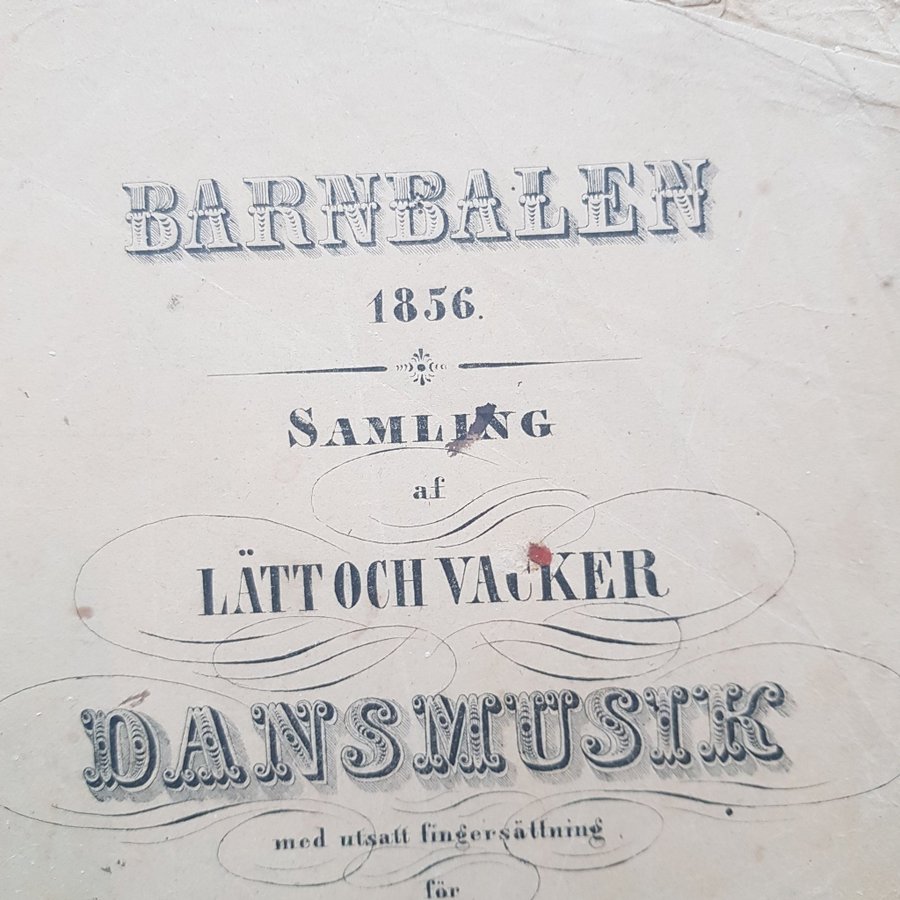 BARNBALEN
1856.
SAMLING
af
LÄTT OCH VACKER
DANSMUSIK
med utsatt fingersättning
för